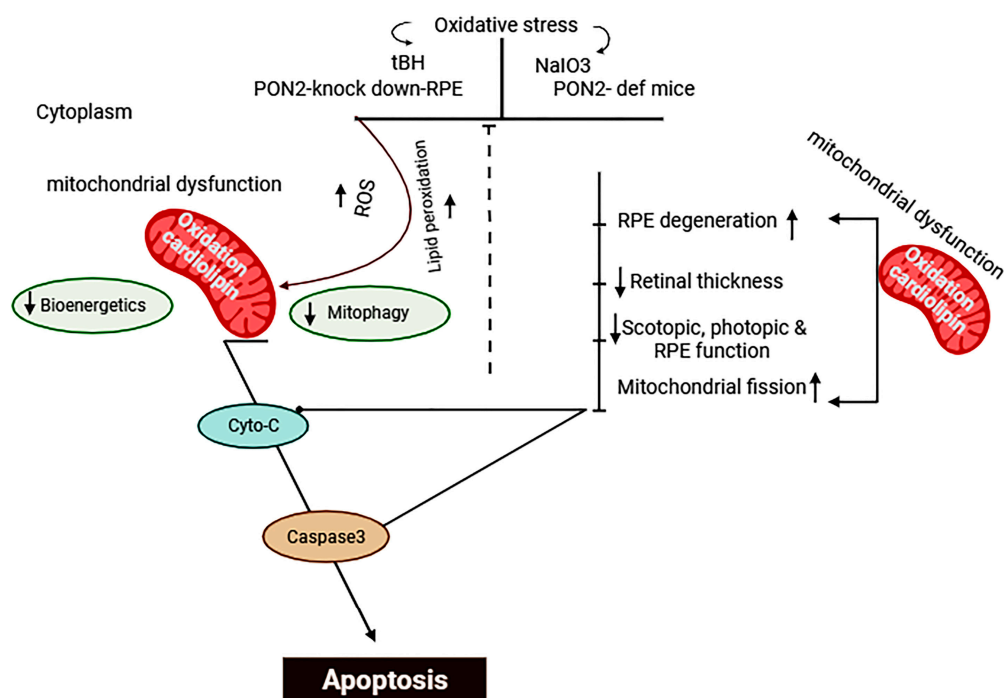 Oxidative stress
tBH
PON2-knock down-RPE
NaIO3
PON2- def mice
Cytoplasm
mitochondrial dysfunction
Oxidation
cardiolipin
Bioenergetics
ROS
Lipid peroxidation
Mitophagy
RPE degeneration
Retinal thickness
Scotopic, photopic &
RPE function
Mitochondrial fission
mitochondrial dysfunction
Oxidation
cardiolipin
Cyto-C
Caspase3
Apoptosis